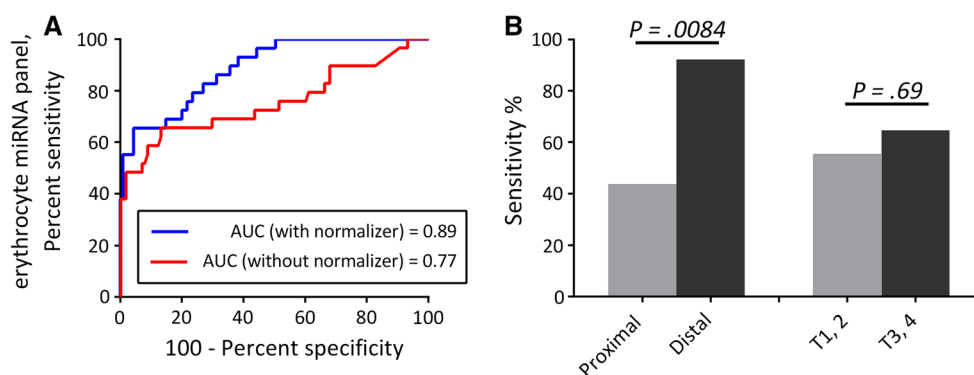 A
erythrocyte miRNA panel,
Percent sensitivity
100
80
60
40
20
0
AUC (with normalizer) = 0.89
AUC (without normalizer) = 0.77
0 20 40 60 80 100
100 - Percent specificity
B
P = .0084
P = .69
Sensitivity %
100
80
60
40
20
0
Proximal
Distal
T1, 2
T3, 4